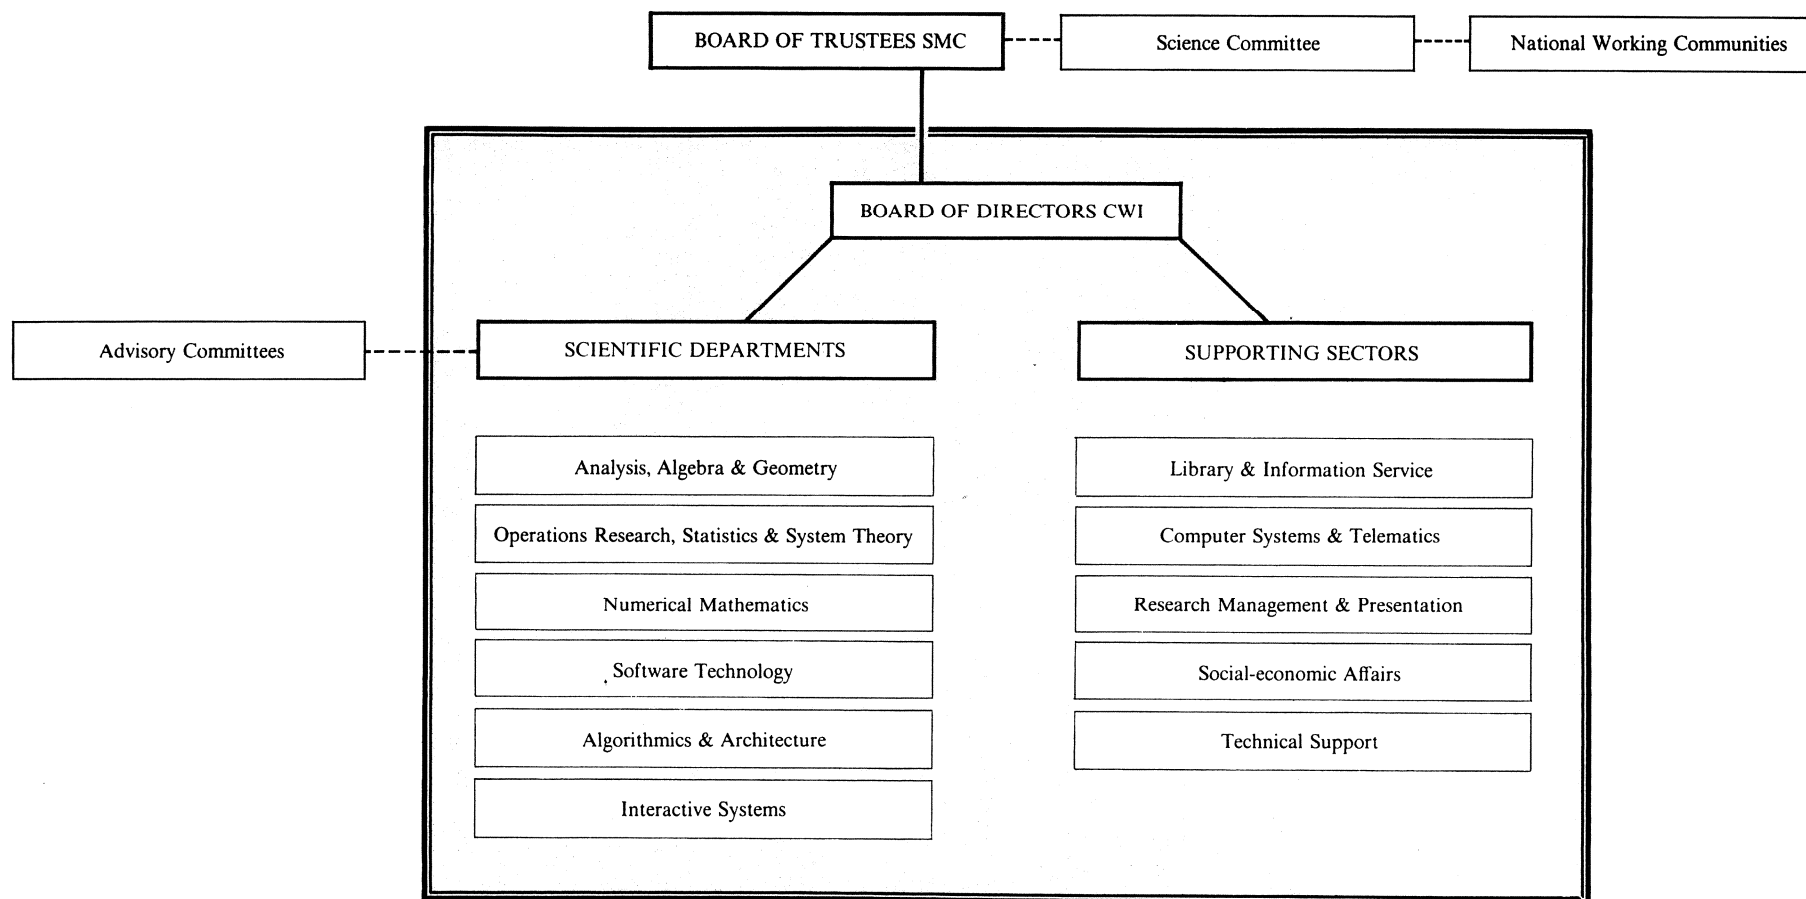 BOARD OF TRUSTEES SMC
Science Committee
National Working Communities
BOARD OF DIRECTORS CWI
Advisory Committees
SCIENTIFIC DEPARTMENTS
SUPPORTING SECTORS
Analysis, Algebra & Geometry
Operations Research, Statistics & System Theory
Numerical Mathematics
Software Technology
Algorithmics & Architecture
Interactive Systems
Library & Information Service
Computer Systems & Telematics
Research Management & Presentation
Social-economic Affairs
Technical Support